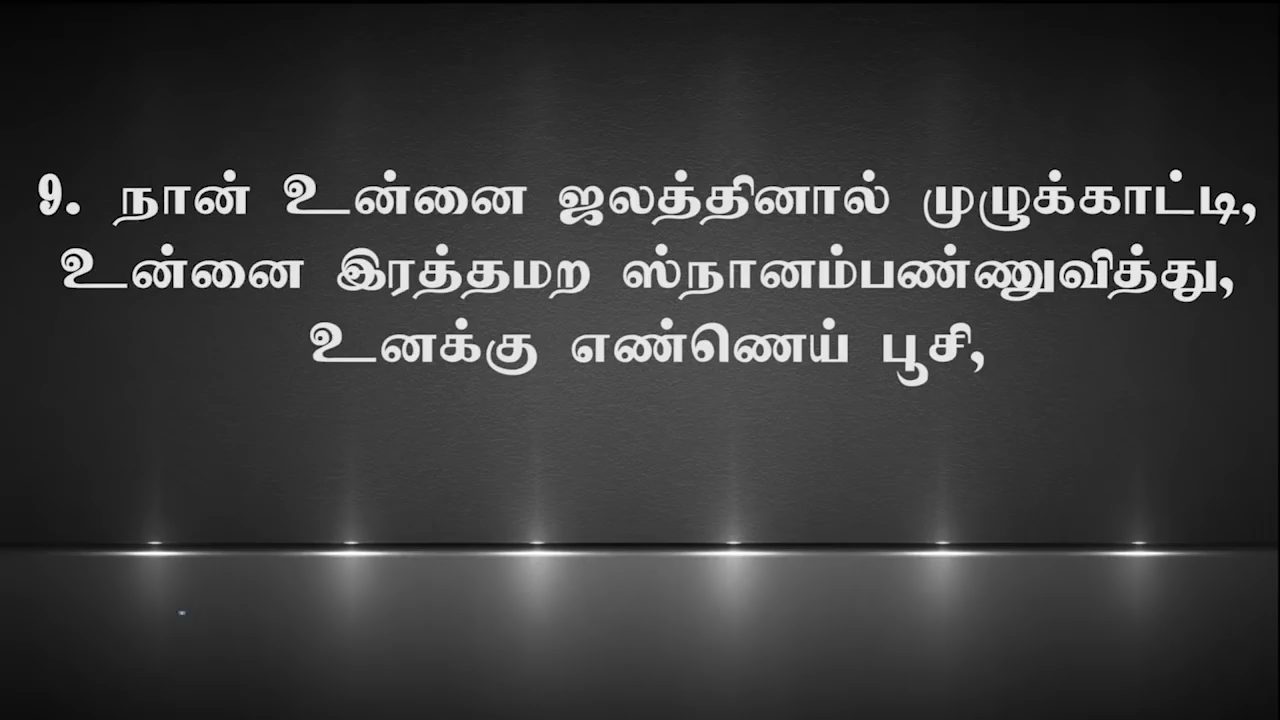 9. நான் உன்னை ஜலத்தினால் முழுக்காட்டி,
உன்னை இரத்தமற ஸ்நானம்பண்ணுவித்து,
உனக்கு எண்ணெய் பூசி,